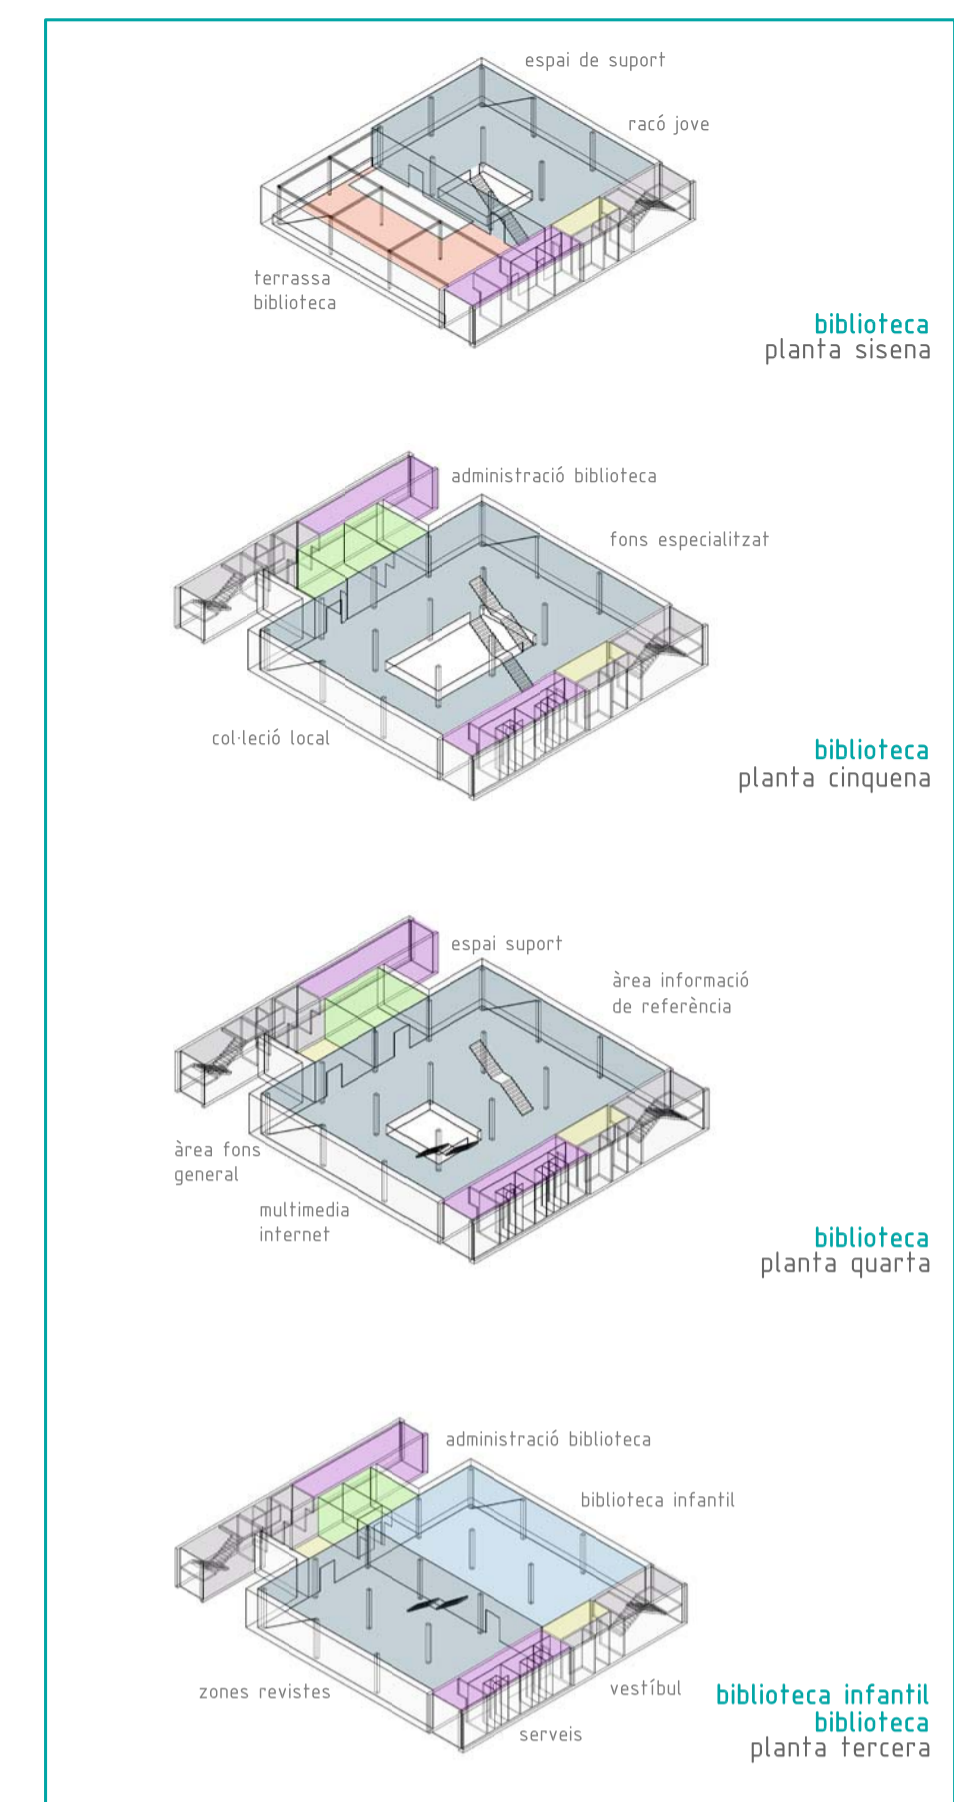 espai de suport
racó jove
terrassa
biblioteca
biblioteca
planta sisena
administració biblioteca
fons especialitzat
col·leció local
biblioteca
planta cinquena
espai suport
àrea informació
de referència
àrea fons
general
multimedia
internet
biblioteca
planta quarta
administració biblioteca
biblioteca infantil
zones revistes
vestíbul
serveis
biblioteca infantil
biblioteca
planta tercera